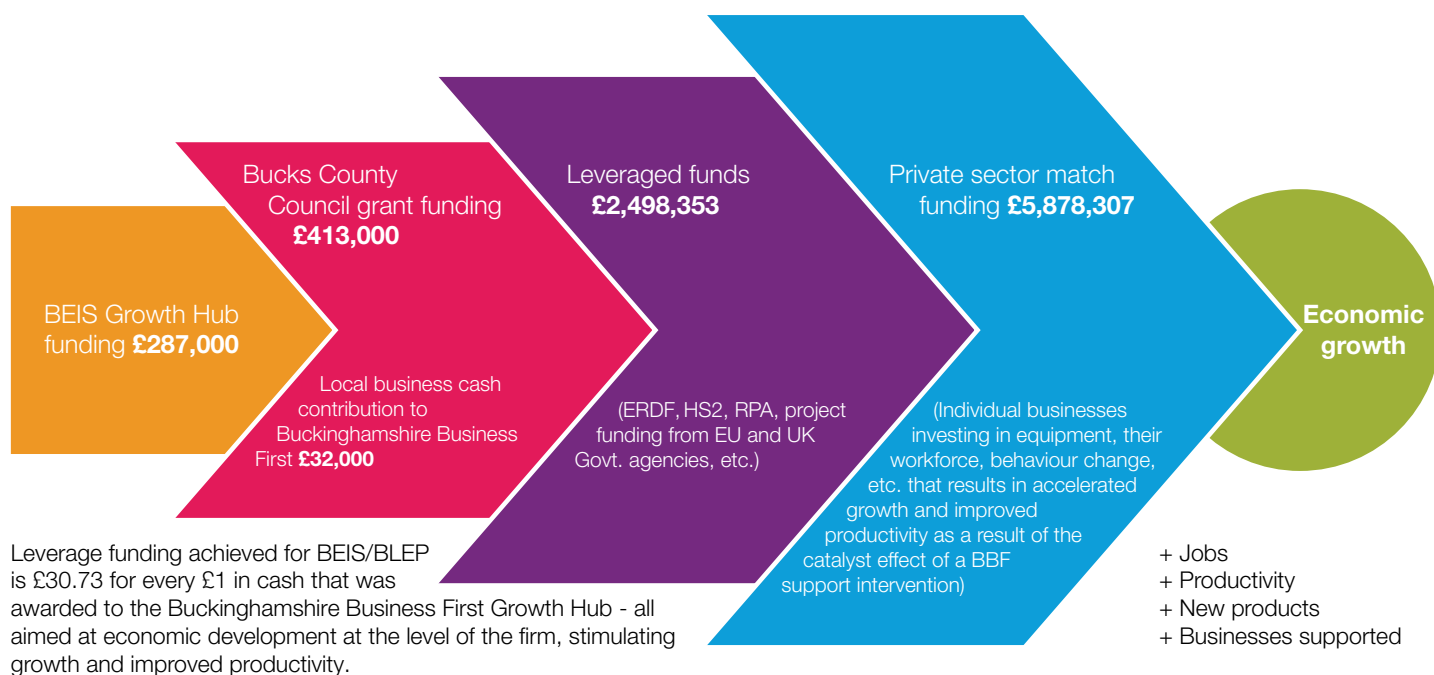 BEIS Growth Hub
funding £287,000
Bucks County
Council grant funding
£413,000
Local business cash
contribution to
Buckinghamshire Business
First £32,000
Leveraged funds
£2,498,353
(ERDF, HS2, RPA, project
funding from EU and UK
Govt. agencies, etc.)
Private sector match
funding £5,878,307
(Individual businesses
investing in equipment, their
workforce, behaviour change,
etc. that results in accelerated
growth and improved
productivity as a result of the
catalyst effect of a BBF
support intervention)
Economic
growth
Leverage funding achieved for BEIS/BLEP
is £30.73 for every £1 in cash that was
awarded to the Buckinghamshire Business First Growth Hub - all
aimed at economic development at the level of the firm, stimulating
growth and improved productivity.
+ Jobs
+ Productivity
+ New products
+ Businesses supported